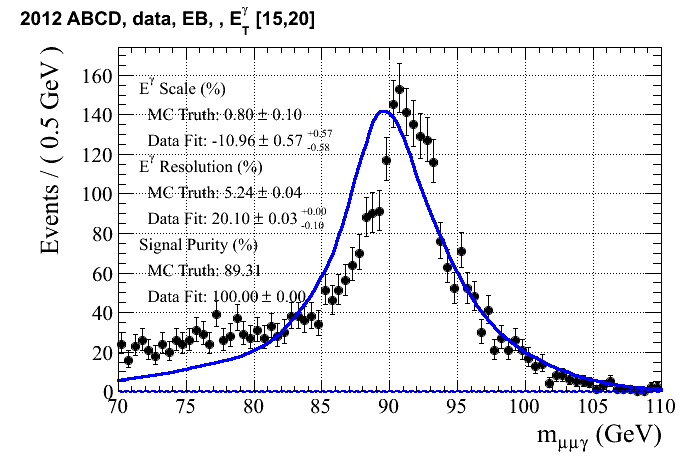 2012 ABCD, data, EB, , E_T^γ [15,20]
Events / ( 0.5 GeV )
160
140
120
100
80
60
40
20
0
E^γ Scale (%)
MC Truth: 0.80 ± 0.10
Data Fit: -10.96 ± 0.57 +0.57 -0.58
E^γ Resolution (%)
MC Truth: 5.24 ± 0.04
Data Fit: 20.10 ± 0.03 +0.00 -0.10
Signal Purity (%)
MC Truth: 89.31
Data Fit: 100.00 ± 0.00
70 75 80 85 90 95 100 105 110
m_μμγ (GeV)